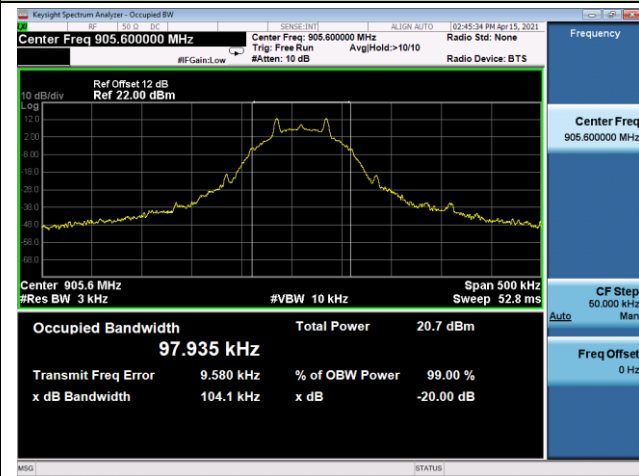 Keysight Spectrum Analyzer - Occupied BW
RF 50 Ω DC SENSE:INT ALIGN AUTO 02:45:34 PM Apr 15, 2021
Center Freq 905.600000 MHz
Center Freq: 905.600000 MHz Radio Std: None
Trig: Free Run Avg|Hold:>10/10
#IFGain:Low #Atten: 10 dB Radio Device: BTS
Ref Offset 12 dB
10 dB/div Ref 22.00 dBm
Log
12.0
2.00
-8.00
-18.0
-28.0
-38.0
-48.0
-58.0
-68.0
Center 905.6 MHz Span 500 kHz
#Res BW 3 kHz #VBW 10 kHz Sweep 52.8 ms
Occupied Bandwidth Total Power 20.7 dBm
97.935 kHz
Transmit Freq Error 9.580 kHz % of OBW Power 99.00 %
x dB Bandwidth 104.1 kHz x dB -20.00 dB
MSG STATUS
Frequency
Center Freq
905.600000 MHz
CF Step
50.000 kHz
Auto Man
Freq Offset
0 Hz